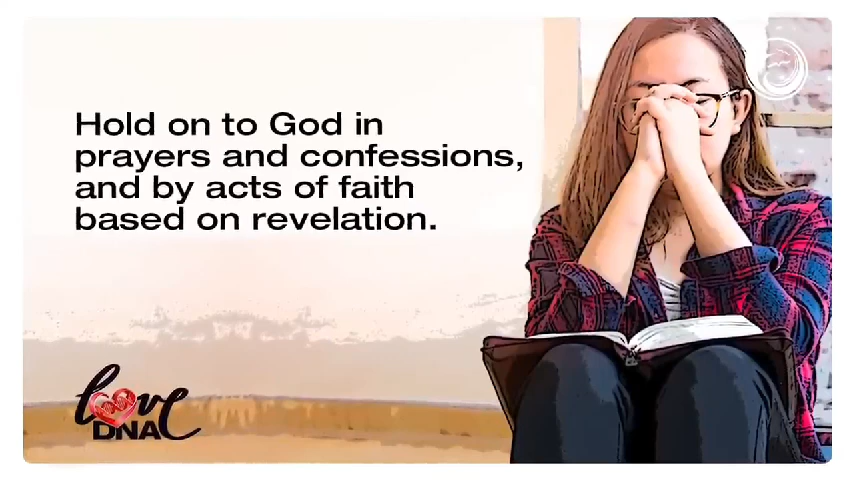 Hold on to God in
prayers and confessions,
and by acts of faith
based on revelation.
love
DNA